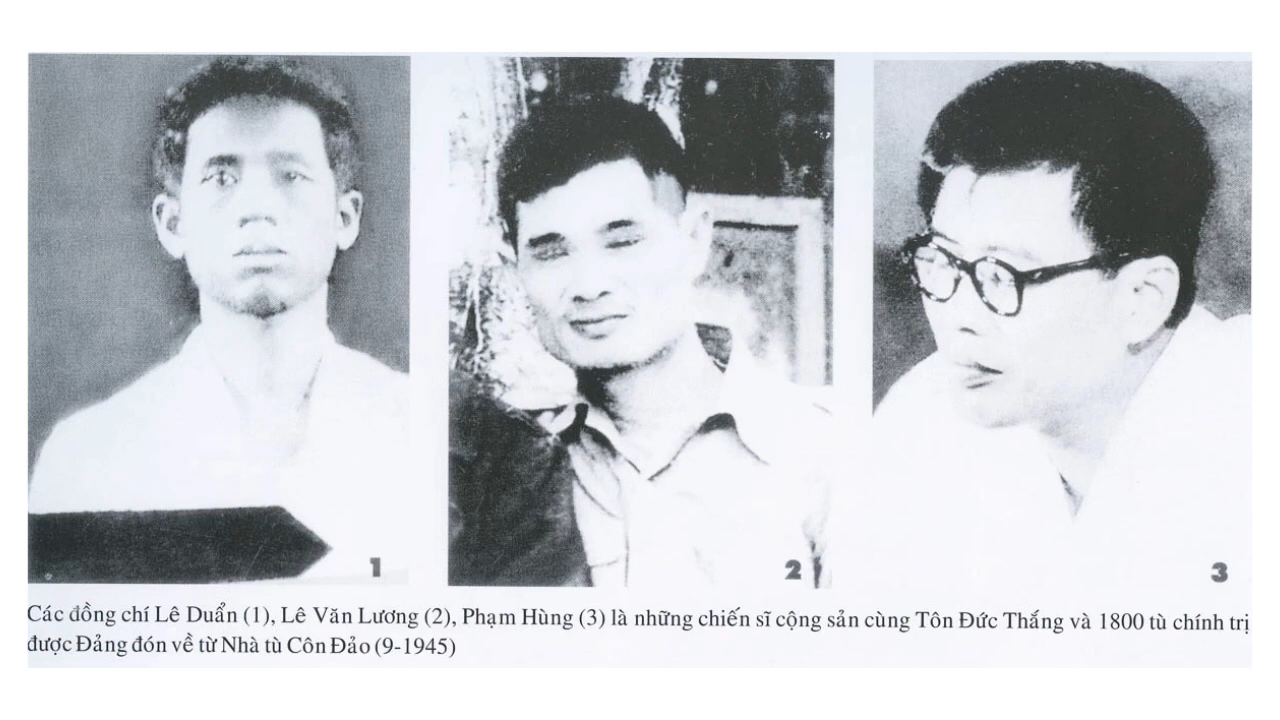 1
2
3
Các đồng chí Lê Duẩn (1), Lê Văn Lương (2), Phạm Hùng (3) là những chiến sĩ cộng sản cùng Tôn Đức Thắng và 1800 tù chính trị
được Đảng đón về từ Nhà tù Côn Đảo (9-1945)